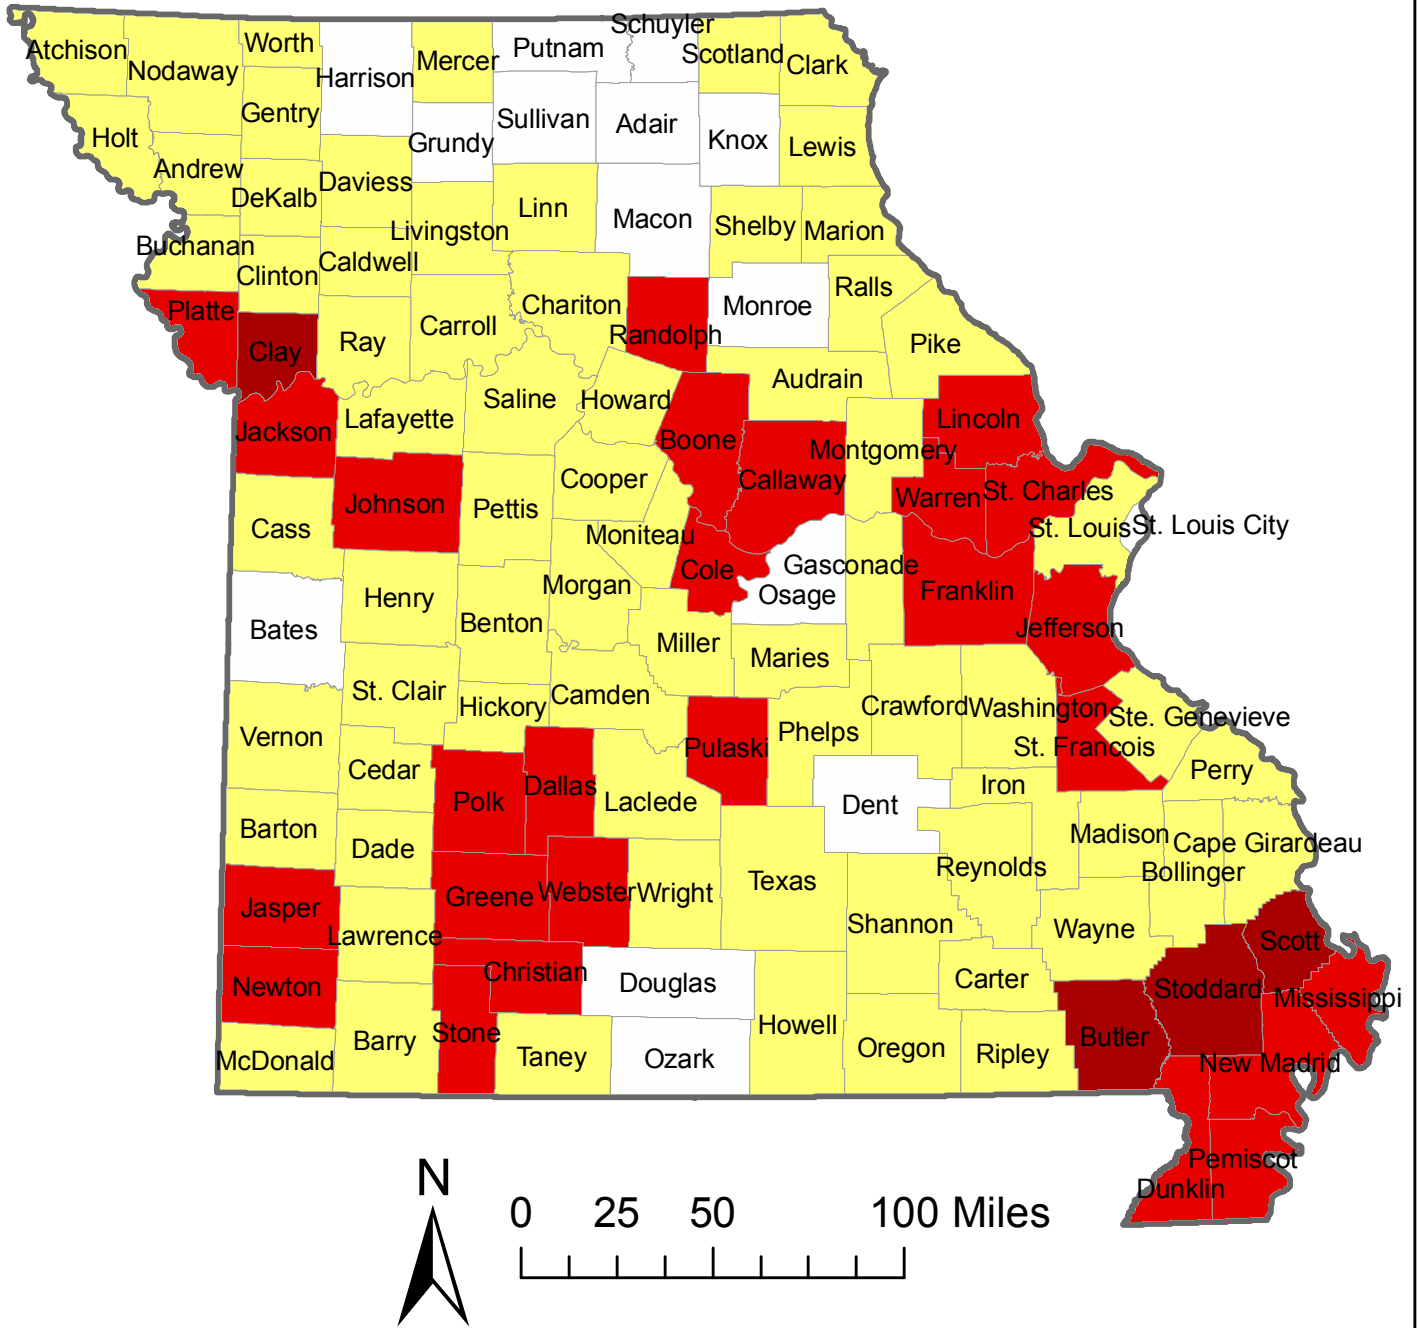 Schuyler
Atchison
Nodaway
Worth
Harrison
Mercer
Putnam
Scotland
Clark
Holt
Gentry
Grundy
Sullivan
Adair
Knox
Lewis
Andrew
DeKalb
Daviess
Linn
Macon
Shelby
Marion
Buchanan
Clinton
Caldwell
Livingston
Platte
Clay
Ray
Carroll
Chariton
Randolph
Monroe
Ralls
Pike
Audrain
Jackson
Lafayette
Saline
Howard
Boone
Callaway
Montgomery
Lincoln
Warren
St. Charles
St. Louis
St. Louis City
Cass
Johnson
Pettis
Cooper
Moniteau
Cole
Osage
Gasconade
Franklin
Jefferson
Bates
Henry
Benton
Morgan
Miller
Maries
St. Clair
Hickory
Camden
Pulaski
Phelps
Crawford
Washington
St. Francois
Ste. Genevieve
Perry
Vernon
Cedar
Polk
Dallas
Laclede
Dent
Iron
Barton
Dade
Greene
Webster
Wright
Texas
Shannon
Reynolds
Madison
Bollinger
Cape Girardeau
Jasper
Lawrence
Christian
Douglas
Wayne
Scott
Newton
Stone
Howell
Carter
Butler
Stoddard
Mississippi
McDonald
Barry
Taney
Ozark
Oregon
Ripley
New Madrid
Pemiscot
Dunklin
N
0 25 50 100 Miles